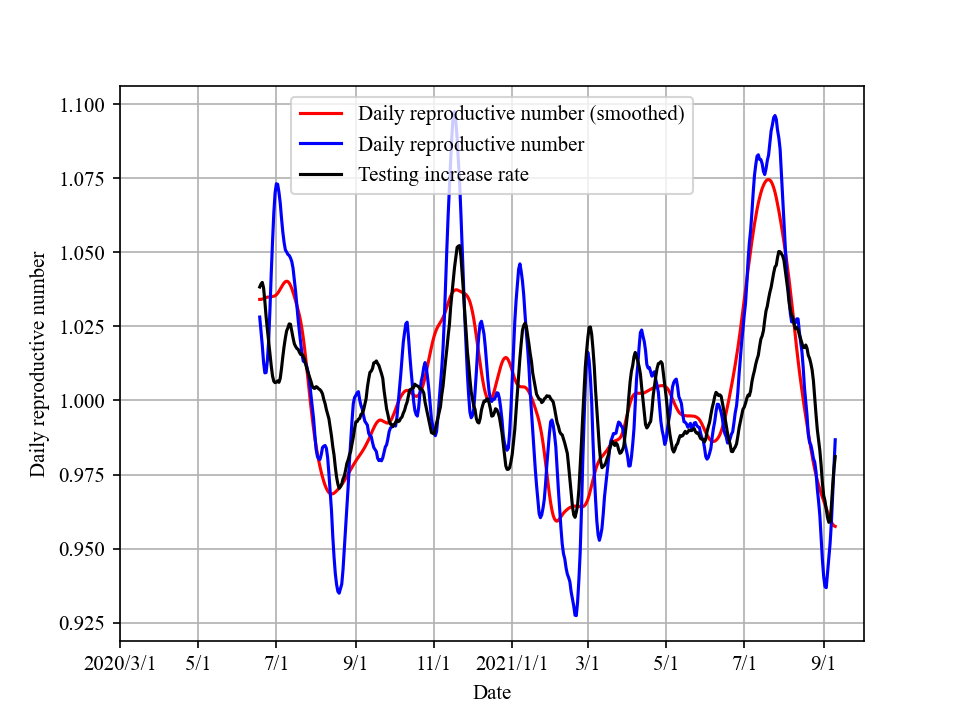 Daily reproductive number (smoothed)
Daily reproductive number
Testing increase rate
1.100
1.075
1.050
1.025
1.000
0.975
0.950
0.925
Daily reproductive number
2020/3/1 5/1 7/1 9/1 11/1 2021/1/1 3/1 5/1 7/1 9/1
Date